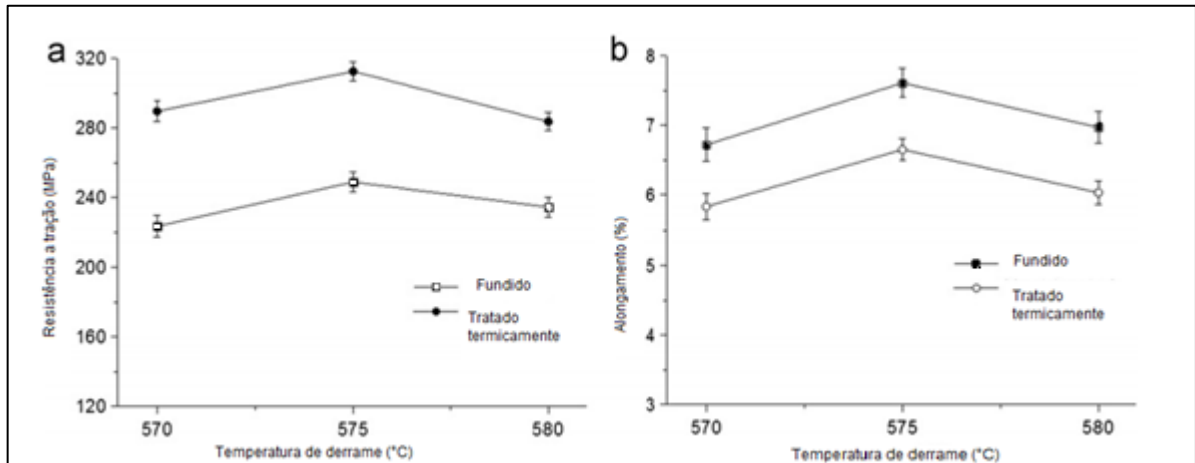 a
320
280
240
200
160
120
Resistência a tração (MPa)
Fundido
Tratado
termicamente
570
575
580
Temperatura de derrame (°C)
b
8
7
6
5
4
3
Alongamento (%)
Fundido
Tratado
termicamente
570
575
580
Temperatura de derrame (°C)